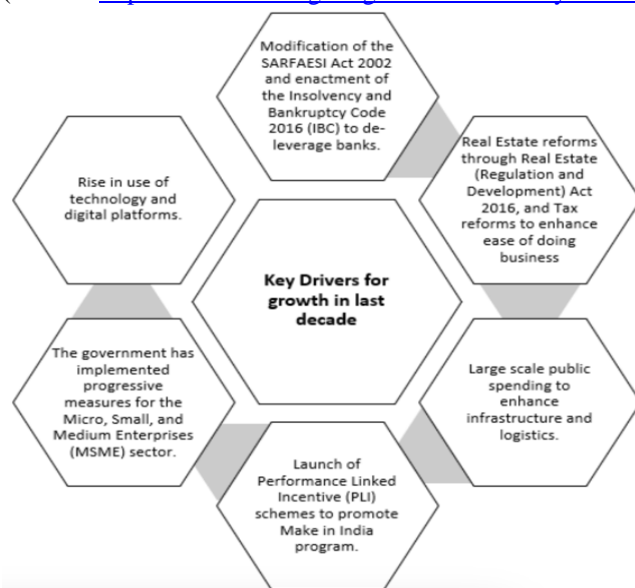 Modification of the
SARFAESI Act 2002
and enactment of
the Insolvency and
Bankruptcy Code
2016 (IBC) to de-
leverage banks.
Real Estate reforms
through Real Estate
(Regulation and
Development) Act
2016, and Tax
reforms to enhance
ease of doing
business
Large scale public
spending to
enhance
infrastructure and
logistics.
Launch of
Performance Linked
Incentive (PLI)
schemes to promote
Make in India
program.
The government has
implemented
progressive
measures for the
Micro, Small, and
Medium Enterprises
(MSME) sector.
Rise in use of
technology and
digital platforms.
Key Drivers for
growth in last
decade